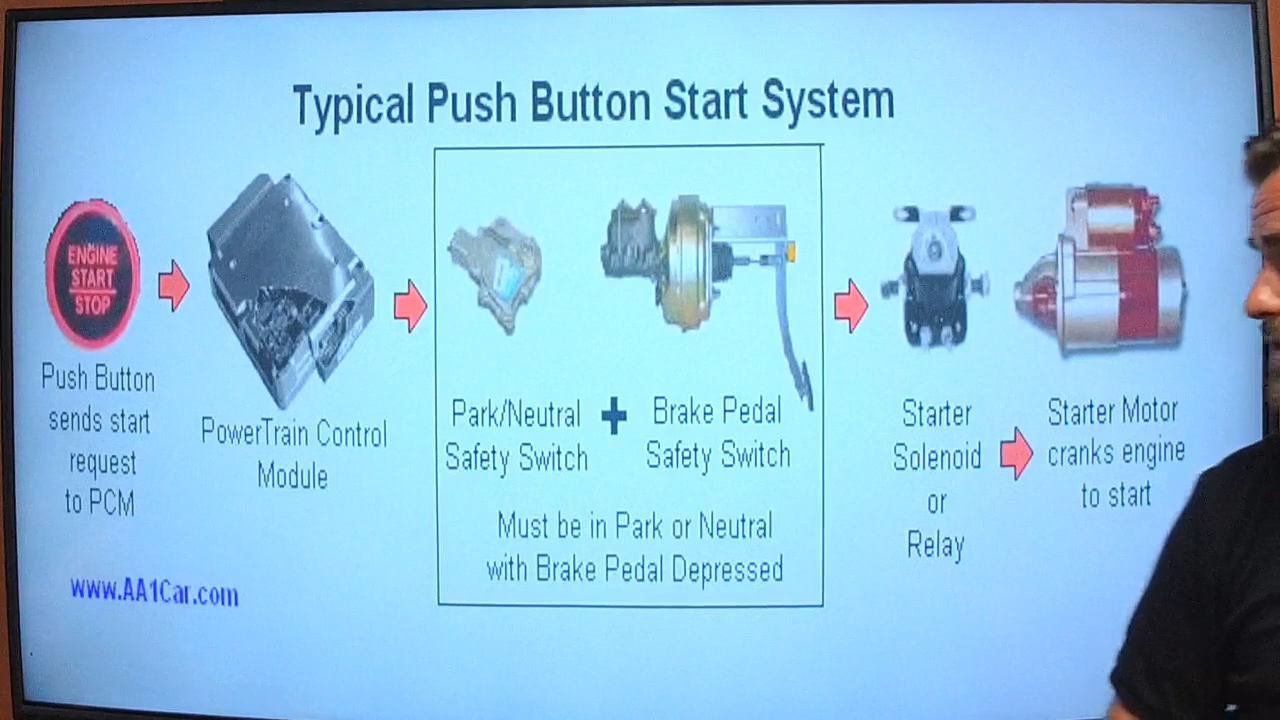 Typical Push Button Start System
ENGINE
START
STOP
Push Button
sends start
request
to PCM
PowerTrain Control
Module
Park/Neutral
Safety Switch
+
Brake Pedal
Safety Switch
Must be in Park or Neutral
with Brake Pedal Depressed
Starter
Solenoid
or
Relay
Starter Motor
cranks engine
to start
www.AA1Car.com